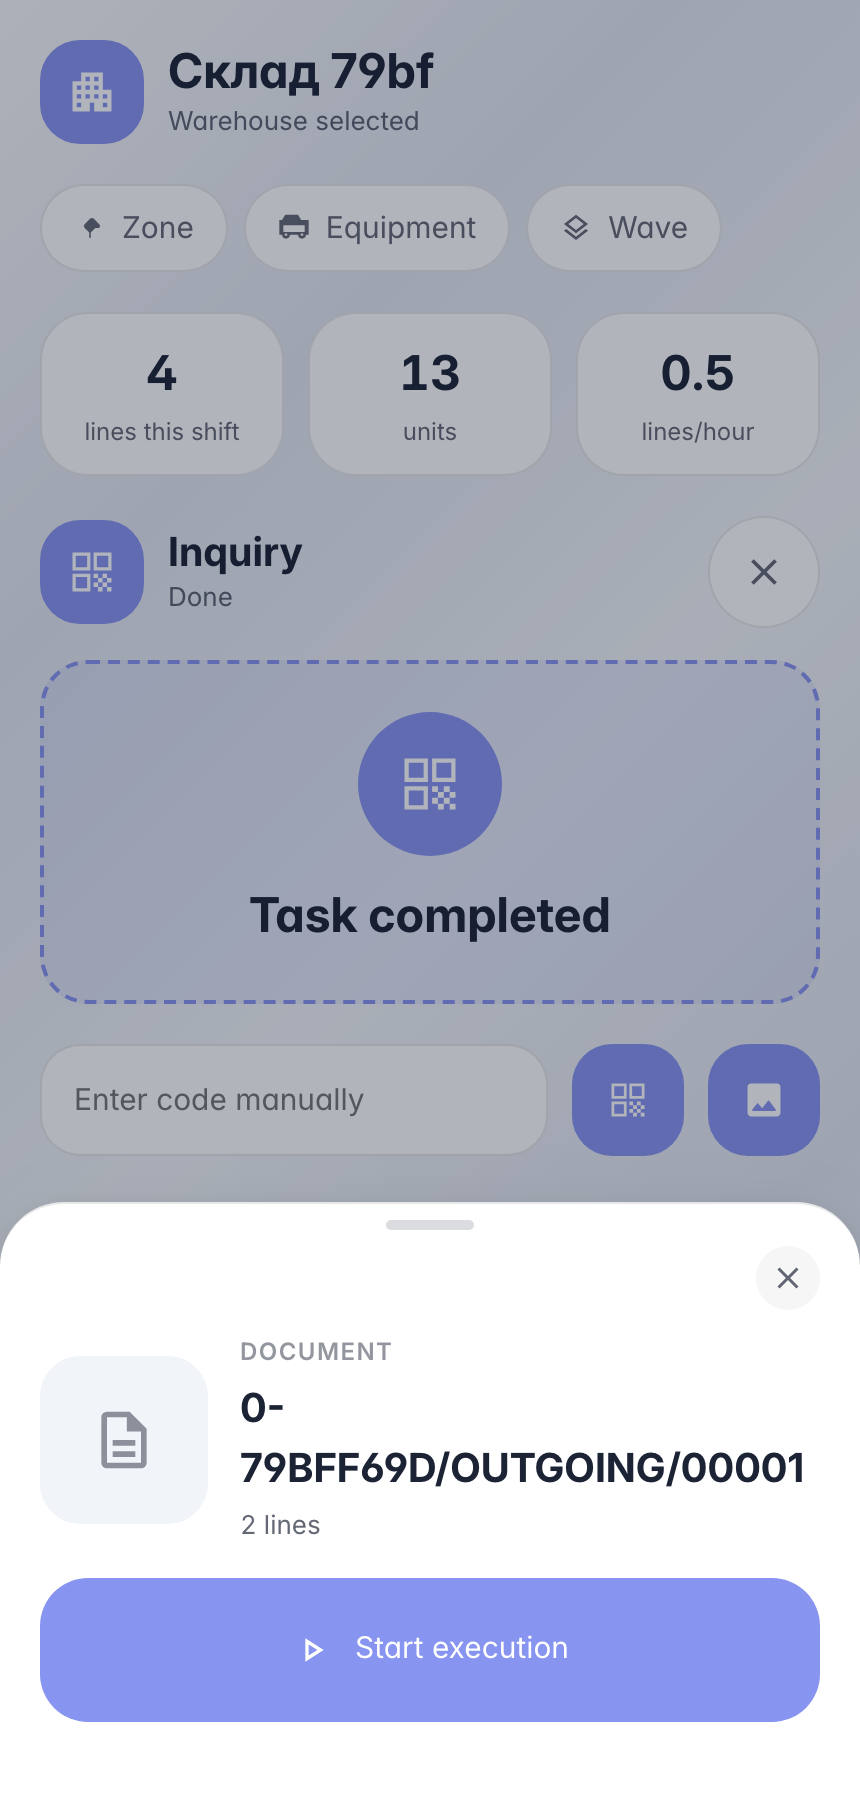 Склад 79bf
Warehouse selected
Zone
Equipment
Wave
4
13
0.5
lines this shift
units
lines/hour
Inquiry
Done
Task completed
Enter code manually
DOCUMENT
0-
79BFF69D/OUTGOING/00001
2 lines
Start execution